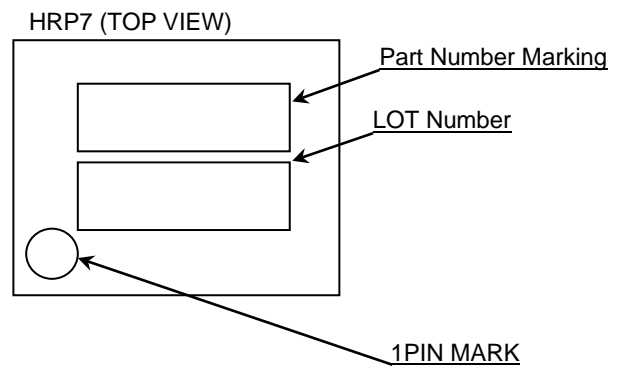 HRP7 (TOP VIEW)
Part Number Marking
LOT Number
1PIN MARK